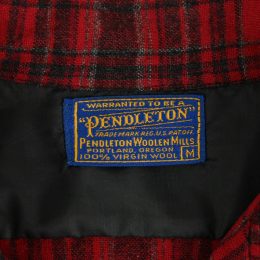 WARRANTED TO BE A
"PENDLETON"
TRADE MARK REG. U.S. PAT. OFF.
PENDLETON WOOLEN MILLS
PORTLAND, OREGON
100% VIRGIN WOOL M